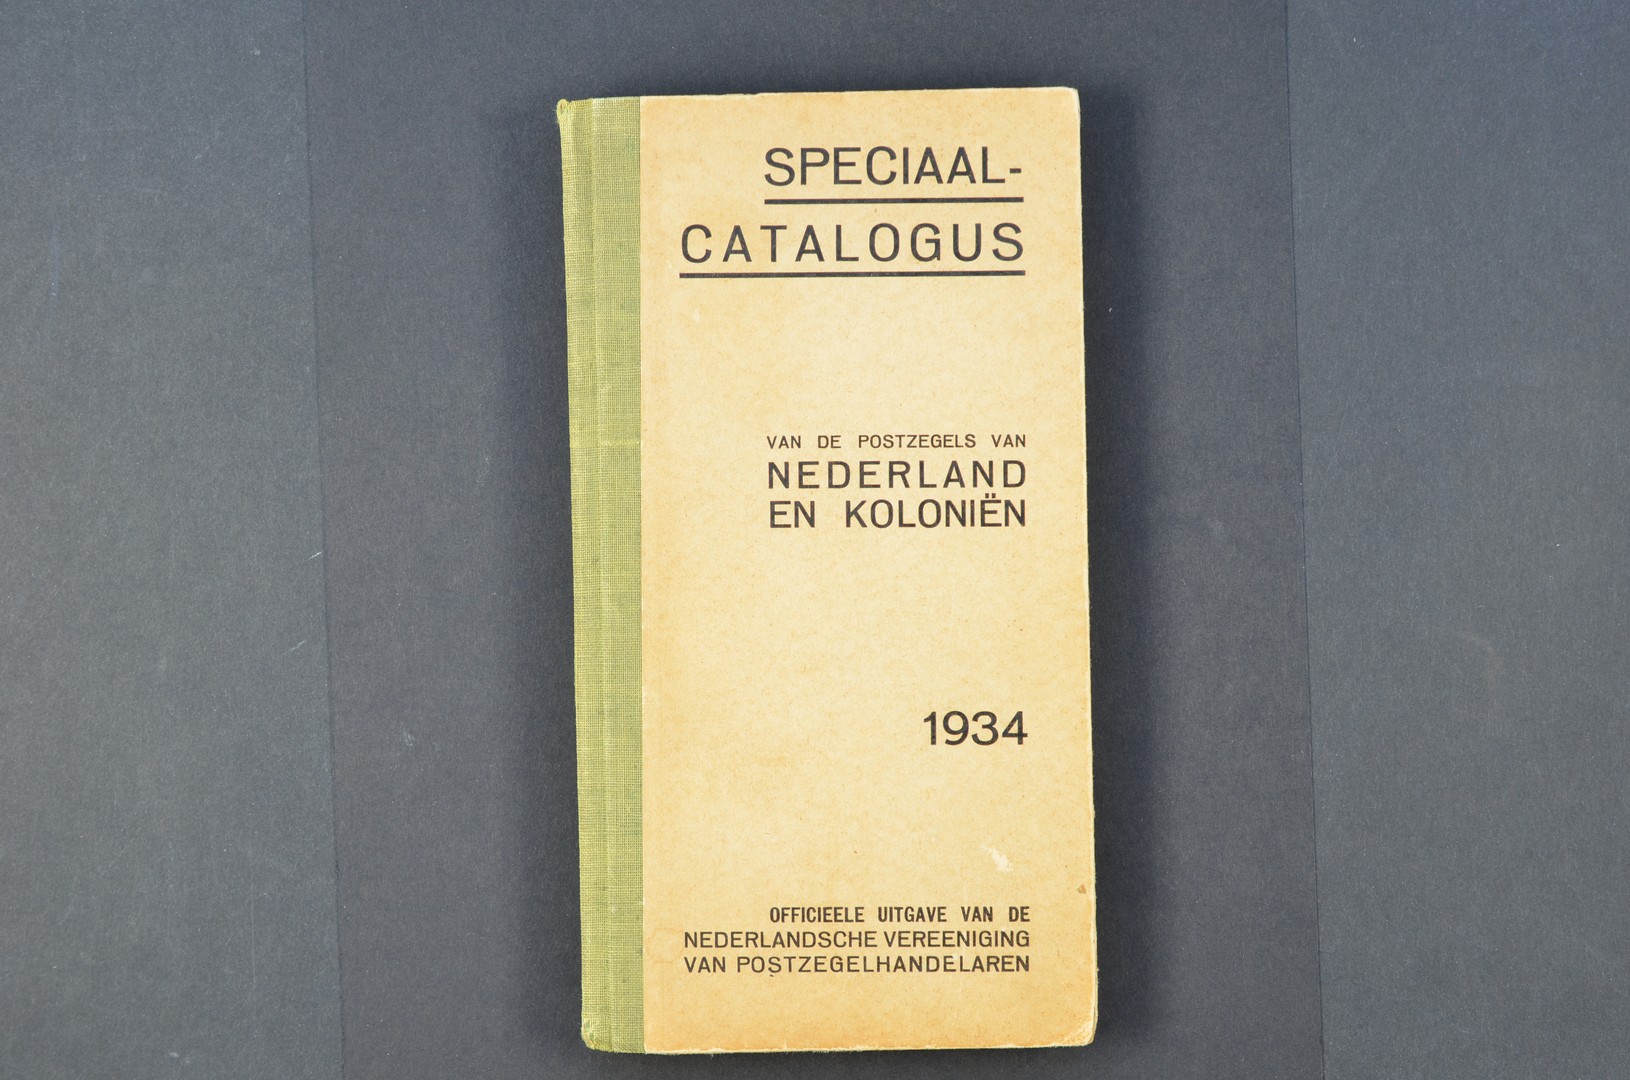 SPECIAAL-
CATALOGUS
VAN DE POSTZEGELS VAN
NEDERLAND
EN KOLONIËN
1934
OFFICIEELE UITGAVE VAN DE
NEDERLANDSCHE VEREENIGING
VAN POSTZEGELHANDELAREN